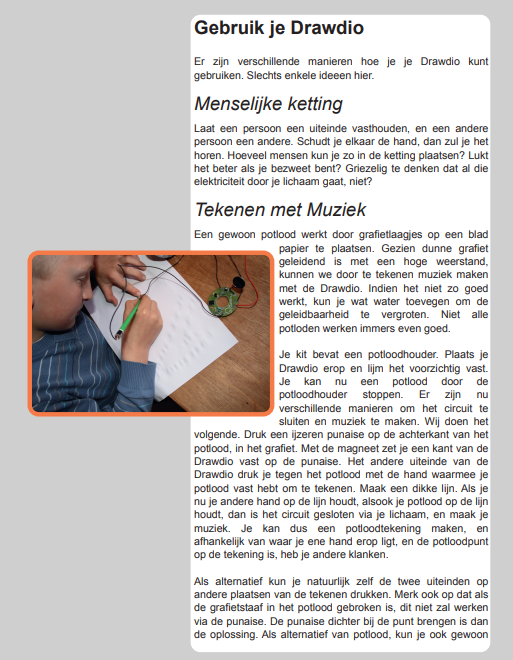 Gebruik je Drawdio
Er zijn verschillende manieren hoe je je Drawdio kunt
gebruiken. Slechts enkele ideeen hier.
Menselijke ketting
Laat een persoon een uiteinde vasthouden, en een andere
persoon een andere. Schudt je elkaar de hand, dan zul je het
horen. Hoeveel mensen kun je zo in de ketting plaatsen? Lukt
het beter als je bezweet bent? Griezelig te denken dat al die
elektriciteit door je lichaam gaat, niet?
Tekenen met Muziek
Een gewoon potlood werkt door grafietlaagjes op een blad
papier te plaatsen. Gezien dunne grafiet
geleidend is met een hoge weerstand,
kunnen we door te tekenen muziek maken
met de Drawdio. Indien het niet zo goed
werkt, kun je wat water toevegen om de
geleidbaarheid te vergroten. Niet alle
potloden werken immers even goed.
Je kit bevat een potloodhouder. Plaats je
Drawdio erop en lijm het voorzichtig vast.
Je kan nu een potlood door de
potloodhouder stoppen. Er zijn nu
verschillende manieren om het circuit te
sluiten en muziek te maken. Wij doen het
volgende. Druk een ijzeren punaise op de achterkant van het
potlood, in het grafiet. Met de magneet zet je een kant van de
Drawdio vast op de punaise. Het andere uiteinde van de
Drawdio druk je tegen het potlood met de hand waarmee je
potlood vast hebt om te tekenen. Maak een dikke lijn. Als je
nu je andere hand op de lijn houdt, alsook je potlood op de lijn
houdt, dan is het circuit gesloten via je lichaam, en maak je
muziek. Je kan dus een potloodtekening maken, en
afhankelijk van waar je ene hand erop ligt, en de potloodpunt
op de tekening is, heb je andere klanken.
Als alternatief kun je natuurlijk zelf de twee uiteinden op
andere plaatsen van de tekenen drukken. Merk ook op dat als
de grafietstaaf in het potlood gebroken is, dit niet zal werken
via de punaise. De punaise dichter bij de punt brengen is dan
de oplossing. Als alternatief van potlood, kun je ook gewoon